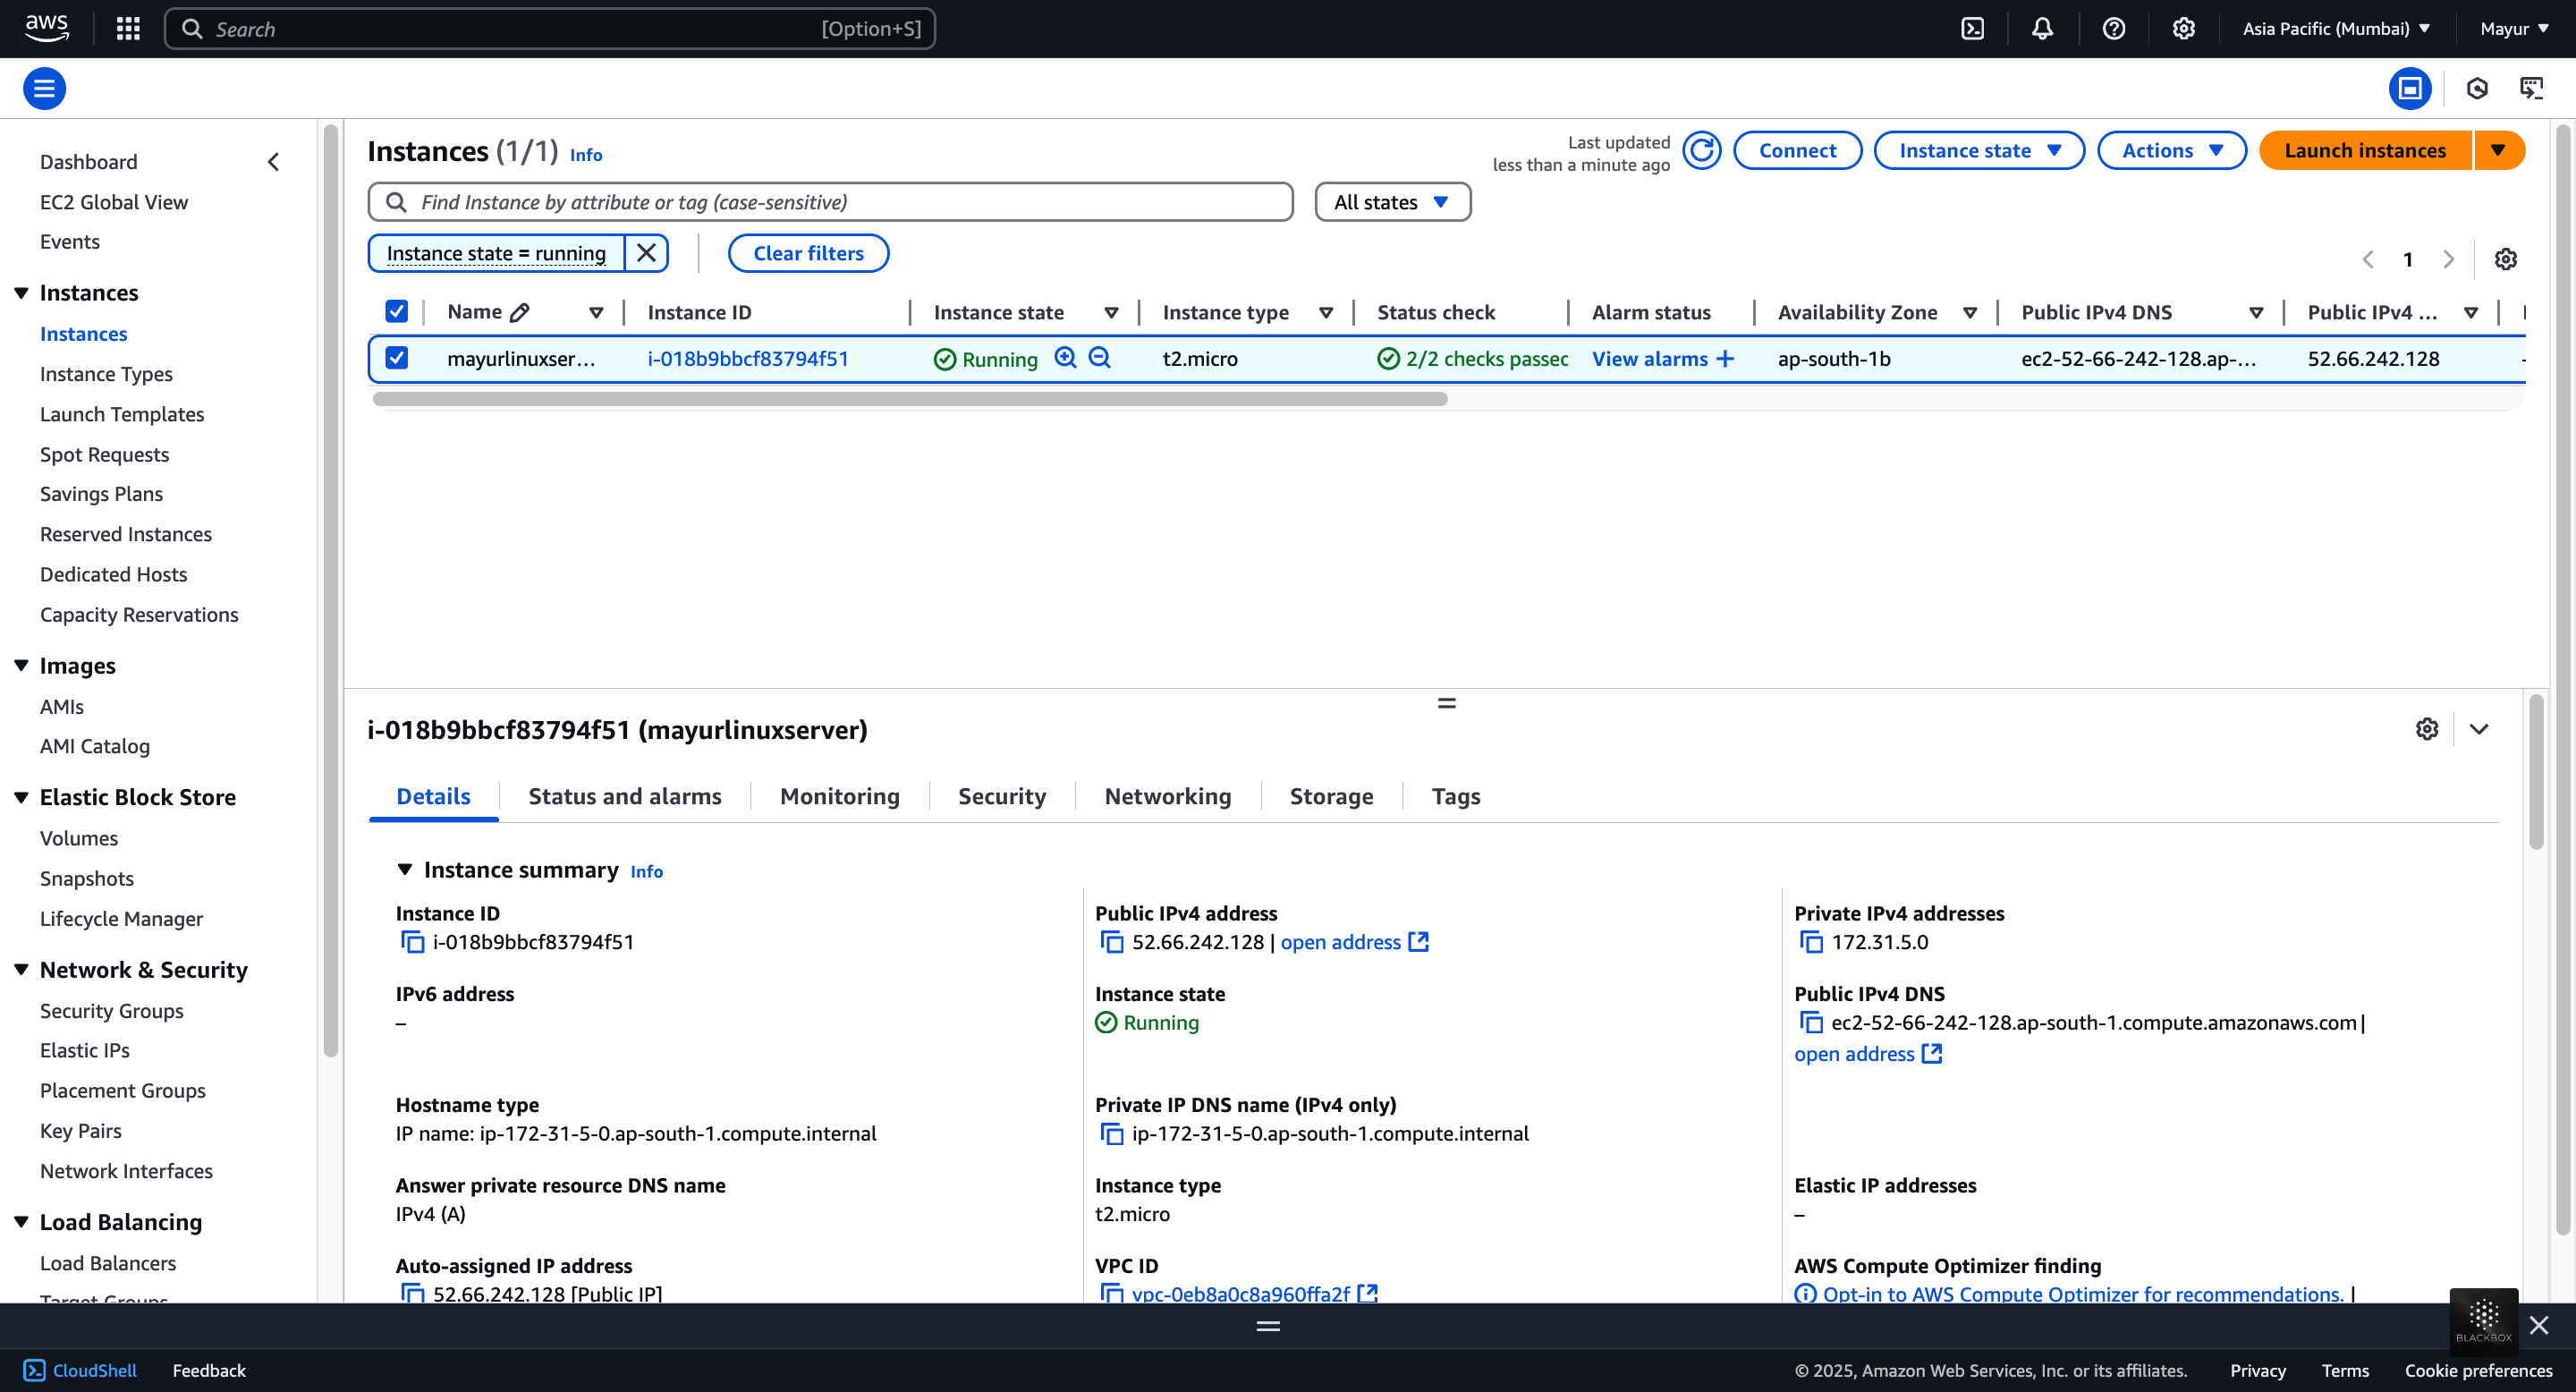 aws
Search [Option+S]
Asia Pacific (Mumbai)
Mayur
Dashboard
EC2 Global View
Events
Instances
Instances
Instance Types
Launch Templates
Spot Requests
Savings Plans
Reserved Instances
Dedicated Hosts
Capacity Reservations
Images
AMIs
AMI Catalog
Elastic Block Store
Volumes
Snapshots
Lifecycle Manager
Network & Security
Security Groups
Elastic IPs
Placement Groups
Key Pairs
Network Interfaces
Load Balancing
Load Balancers
Target Groups
Instances (1/1) Info
Last updated
less than a minute ago
Connect
Instance state
Actions
Launch instances
Find Instance by attribute or tag (case-sensitive)
All states
Instance state = running
Clear filters
1
Name Instance ID Instance state Instance type Status check Alarm status Availability Zone Public IPv4 DNS Public IPv4 ...
mayurlinuxser... i-018b9bbcf83794f51 Running t2.micro 2/2 checks passed View alarms + ap-south-1b ec2-52-66-242-128.ap-... 52.66.242.128 -
i-018b9bbcf83794f51 (mayurlinuxserver)
Details Status and alarms Monitoring Security Networking Storage Tags
Instance summary Info
Instance ID
i-018b9bbcf83794f51
Public IPv4 address
52.66.242.128 | open address
Private IPv4 addresses
172.31.5.0
IPv6 address
–
Instance state
Running
Public IPv4 DNS
ec2-52-66-242-128.ap-south-1.compute.amazonaws.com |
open address
Hostname type
IP name: ip-172-31-5-0.ap-south-1.compute.internal
Private IP DNS name (IPv4 only)
ip-172-31-5-0.ap-south-1.compute.internal
Answer private resource DNS name
IPv4 (A)
Instance type
t2.micro
Elastic IP addresses
–
Auto-assigned IP address
52.66.242.128 [Public IP]
VPC ID
vpc-0eb8a0c8a960ffa2f
AWS Compute Optimizer finding
Opt-in to AWS Compute Optimizer for recommendations. |
BLACKBOX
CloudShell
Feedback
© 2025, Amazon Web Services, Inc. or its affiliates.
Privacy
Terms
Cookie preferences